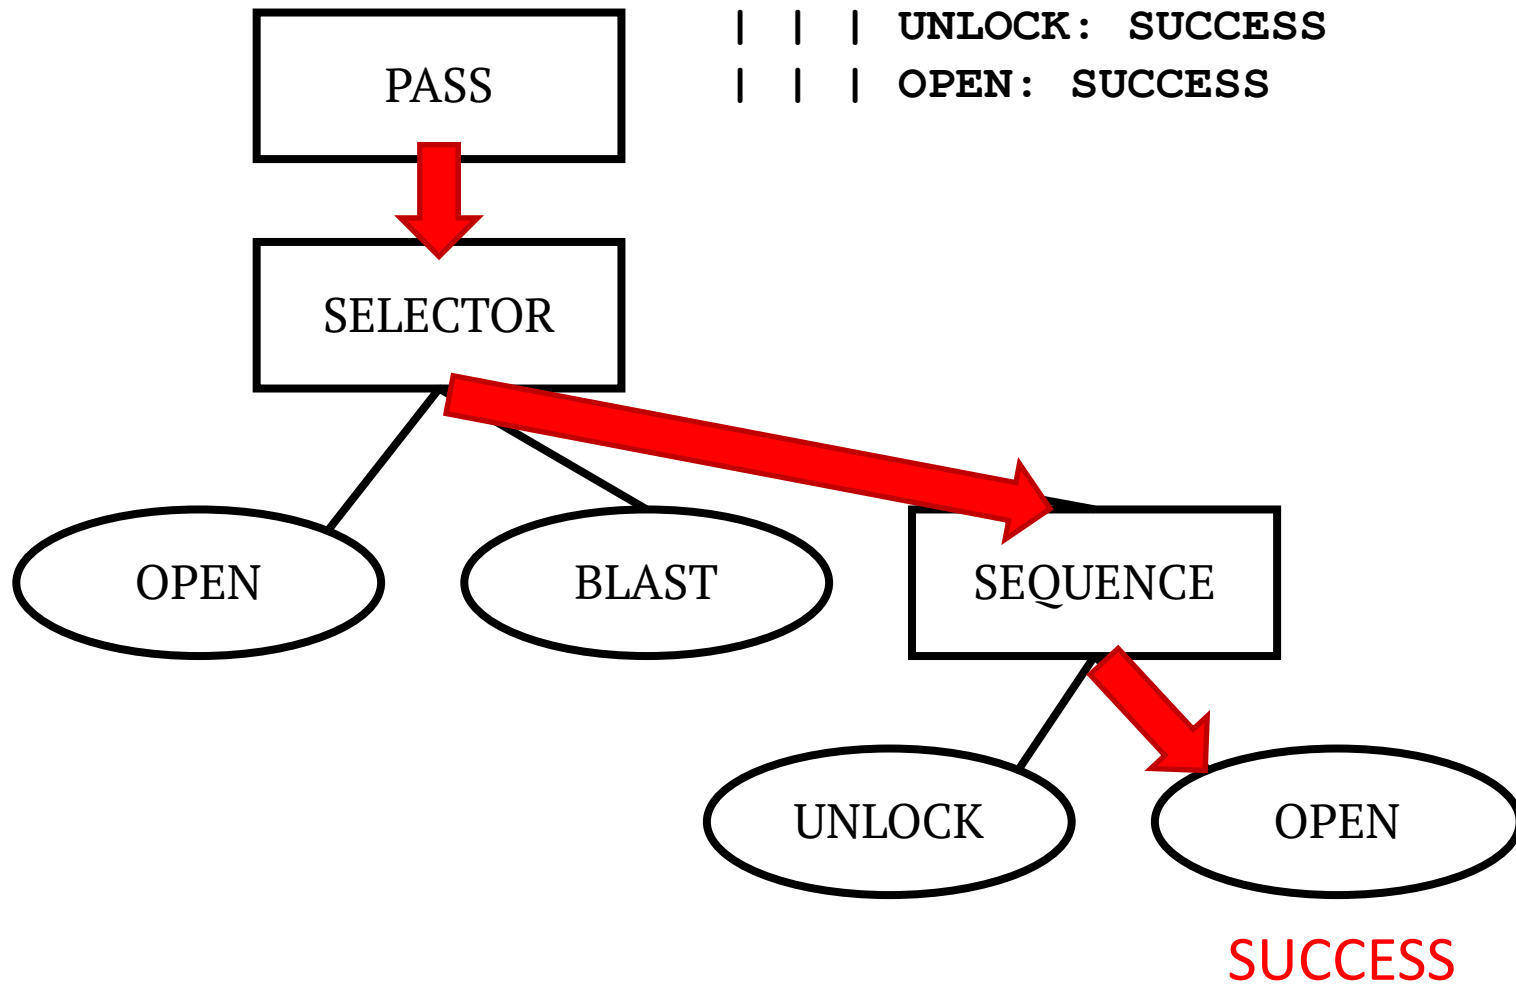 | | | UNLOCK: SUCCESS
PASS
| | | OPEN: SUCCESS
SELECTOR
OPEN
BLAST
SEQUENCE
UNLOCK
OPEN
SUCCESS